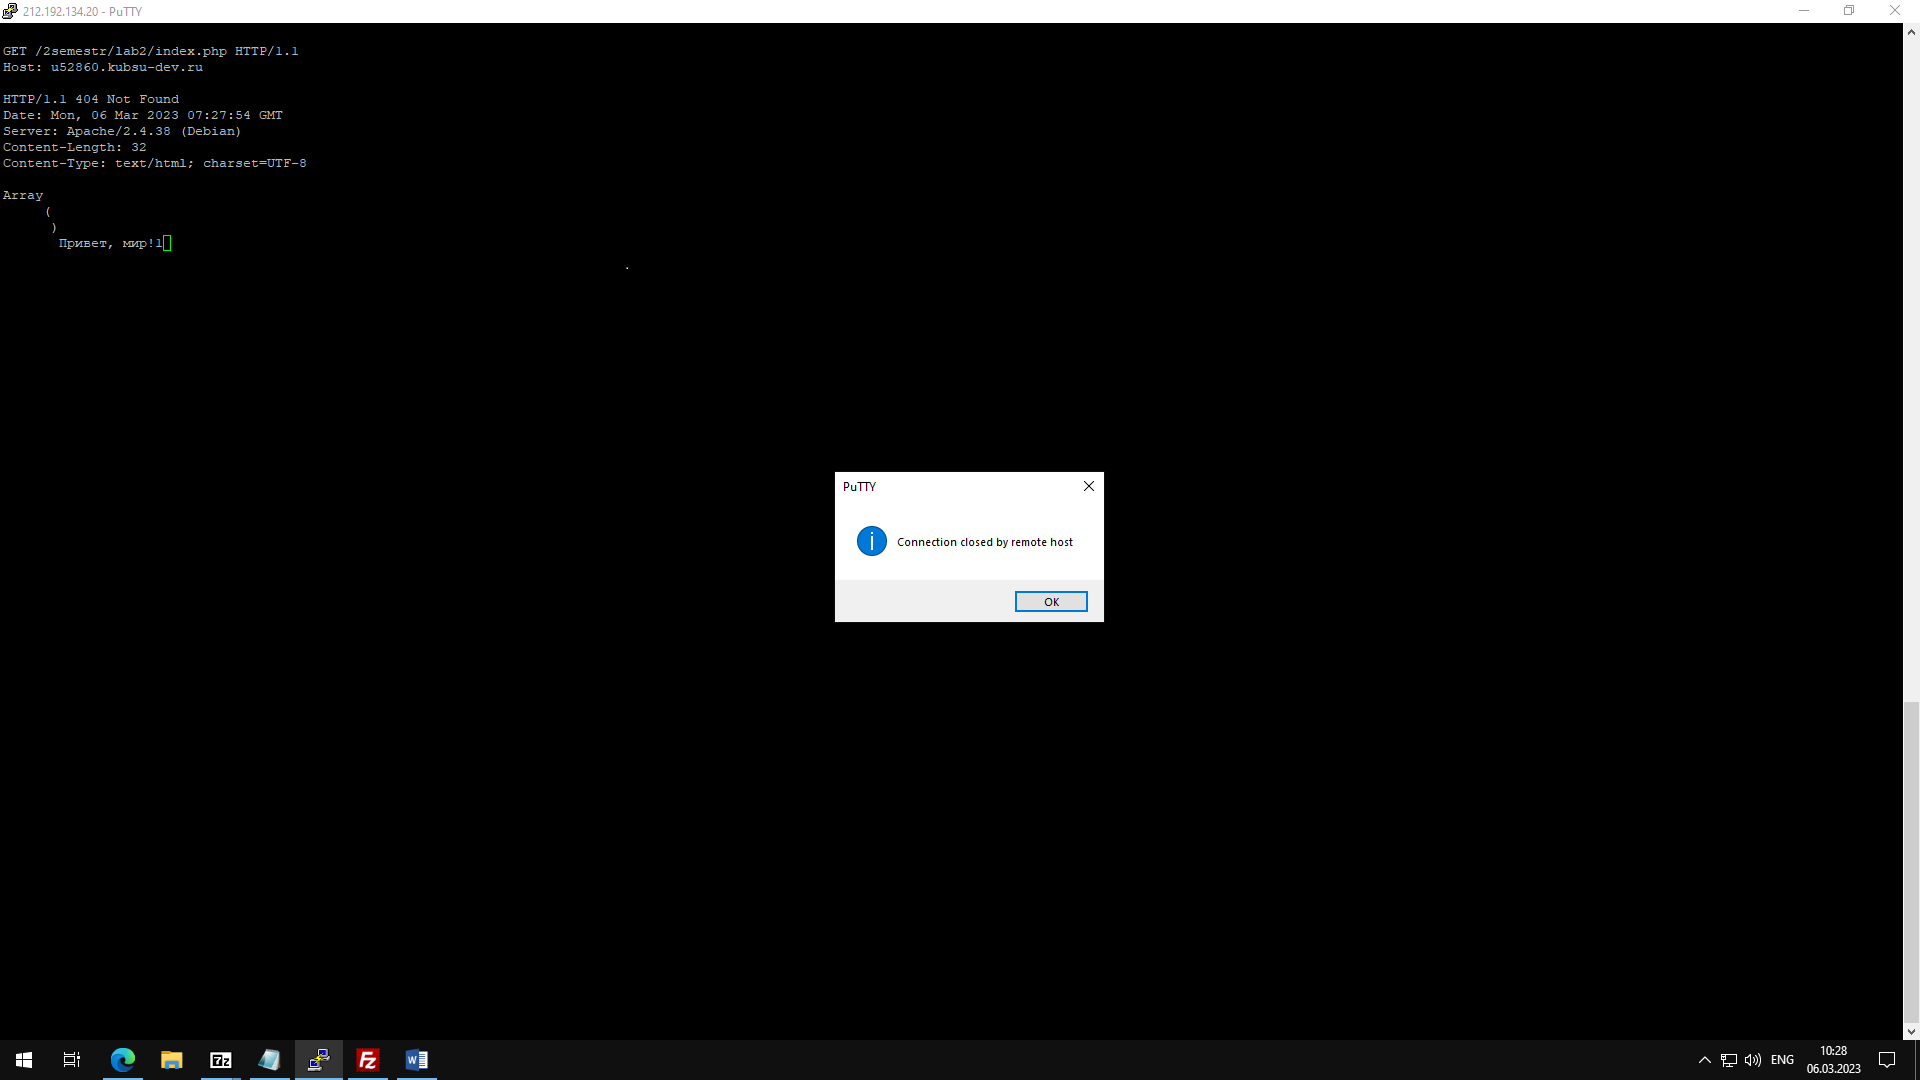 212.192.134.20 - PuTTY
GET /2semestr/lab2/index.php HTTP/1.1
Host: u52860.kubsu-dev.ru
HTTP/1.1 404 Not Found
Date: Mon, 06 Mar 2023 07:27:54 GMT
Server: Apache/2.4.38 (Debian)
Content-Length: 32
Content-Type: text/html; charset=UTF-8
Array
(
)
Привет, мир!1
PuTTY
Connection closed by remote host
OK
7z
Fz
W
ENG
10:28
06.03.2023